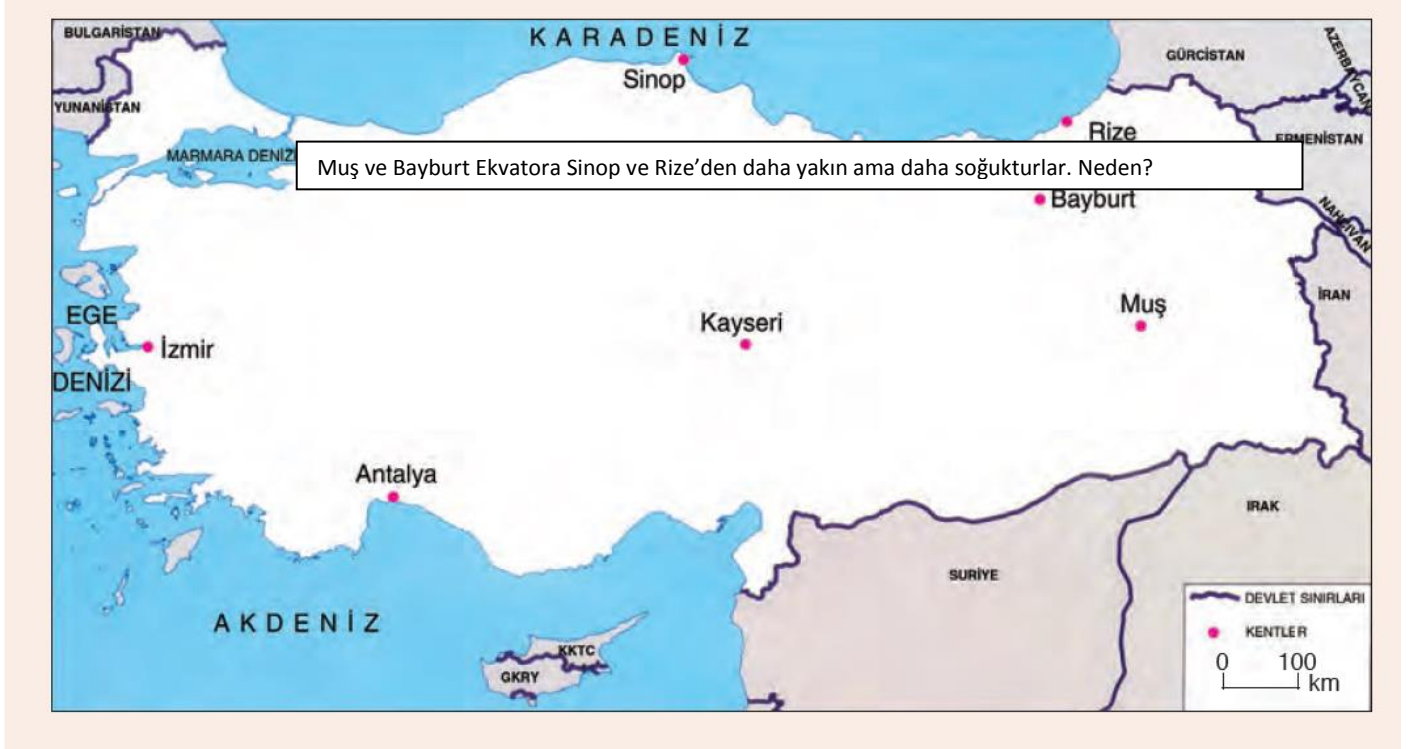 BULGARİSTAN
KARADENİZ
GÜRCİSTAN
AZERBAYCAN
Sinop
YUNANİSTAN
Rize
ERMENİSTAN
MARMARA DENİZİ
Muş ve Bayburt Ekvatora Sinop ve Rize’den daha yakın ama daha soğukturlar. Neden?
Bayburt
NAHÇIVAN
İRAN
EGE
DENİZİ
Muş
Kayseri
İzmir
Antalya
IRAK
SURİYE
AKDENİZ
KKTC
GKRY
DEVLET SINIRLARI
KENTLER
0 100
km